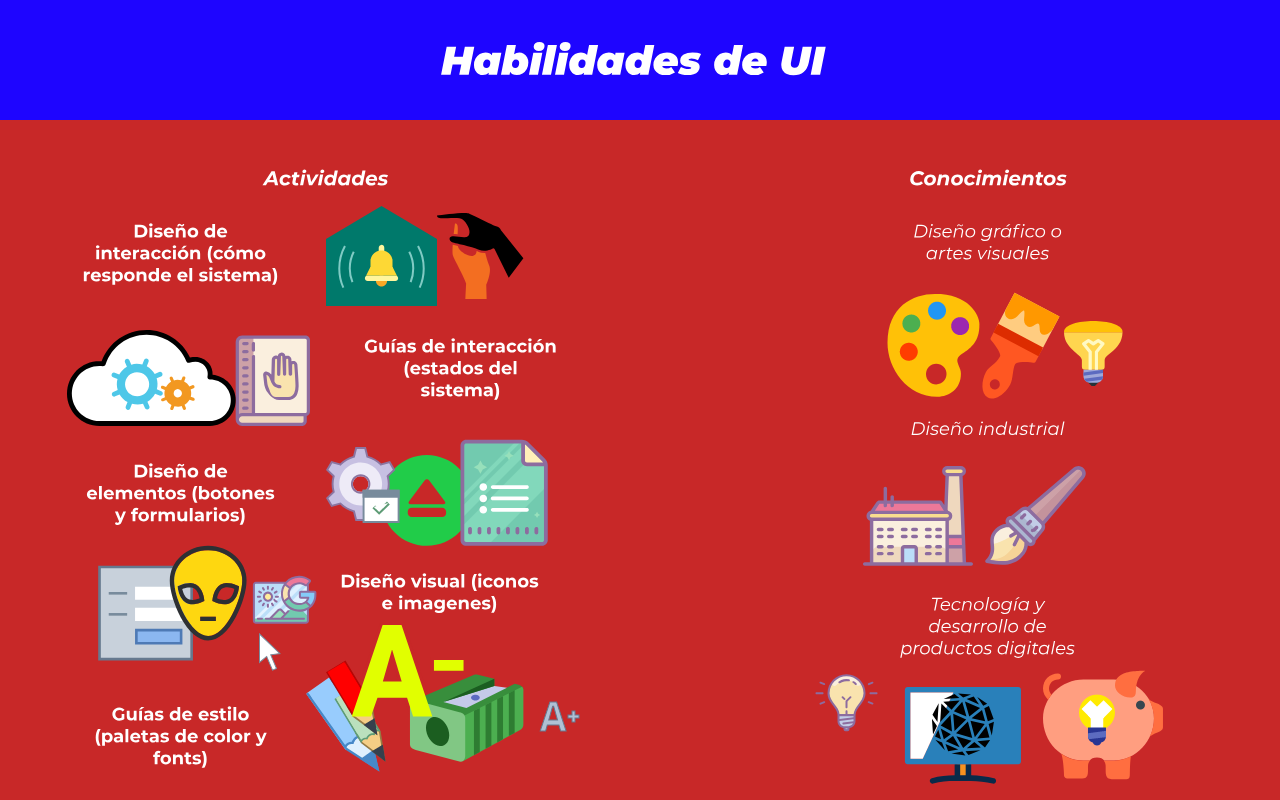 Habilidades de UI
Actividades
Diseño de
interacción (cómo
responde el sistema)
Guías de interacción
(estados del
sistema)
Diseño de
elementos (botones
y formularios)
Diseño visual (iconos
e imagenes)
A-
A+
Guías de estilo
(paletas de color y
fonts)
Conocimientos
Diseño gráfico o
artes visuales
Diseño industrial
Tecnología y
desarrollo de
productos digitales